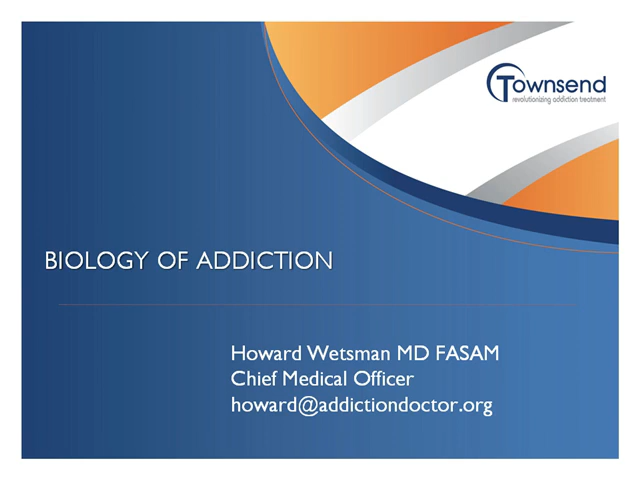 Townsend
revolutionizing addiction treatment
BIOLOGY OF ADDICTION
Howard Wetsman MD FASAM
Chief Medical Officer
howard@addictiondoctor.org